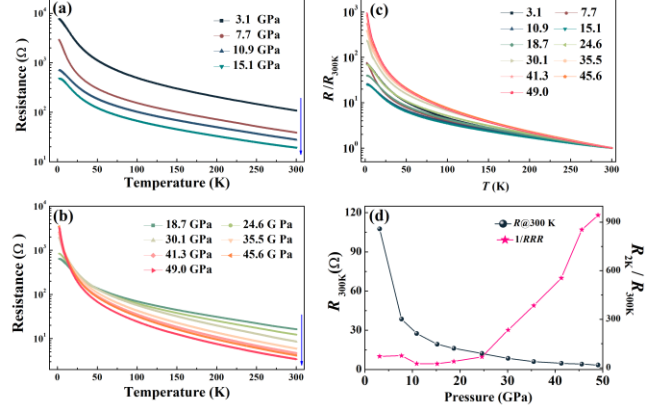 (a)
3.1 GPa
7.7 GPa
10.9 GPa
15.1 GPa
10⁴
10³
10²
10¹
Resistance (Ω)
0 50 100 150 200 250 300
Temperature (K)
(c)
3.1 7.7
10.9 15.1
18.7 24.6
30.1 35.5
41.3 45.6
49.0
10³
10²
10¹
10⁰
R /R300K
0 50 100 150 200 250 300
T (K)
(b)
18.7 GPa 24.6 G Pa
30.1 GPa 35.5 G Pa
41.3 GPa 45.6 G Pa
49.0 GPa
10⁴
10³
10²
10¹
Resistance (Ω)
0 50 100 150 200 250 300
Temperature (K)
(d)
R@300 K
1/RRR
120
90
60
30
0
R300K(Ω)
900
600
300
0
R2K / R300K
0 10 20 30 40 50
Pressure (GPa)